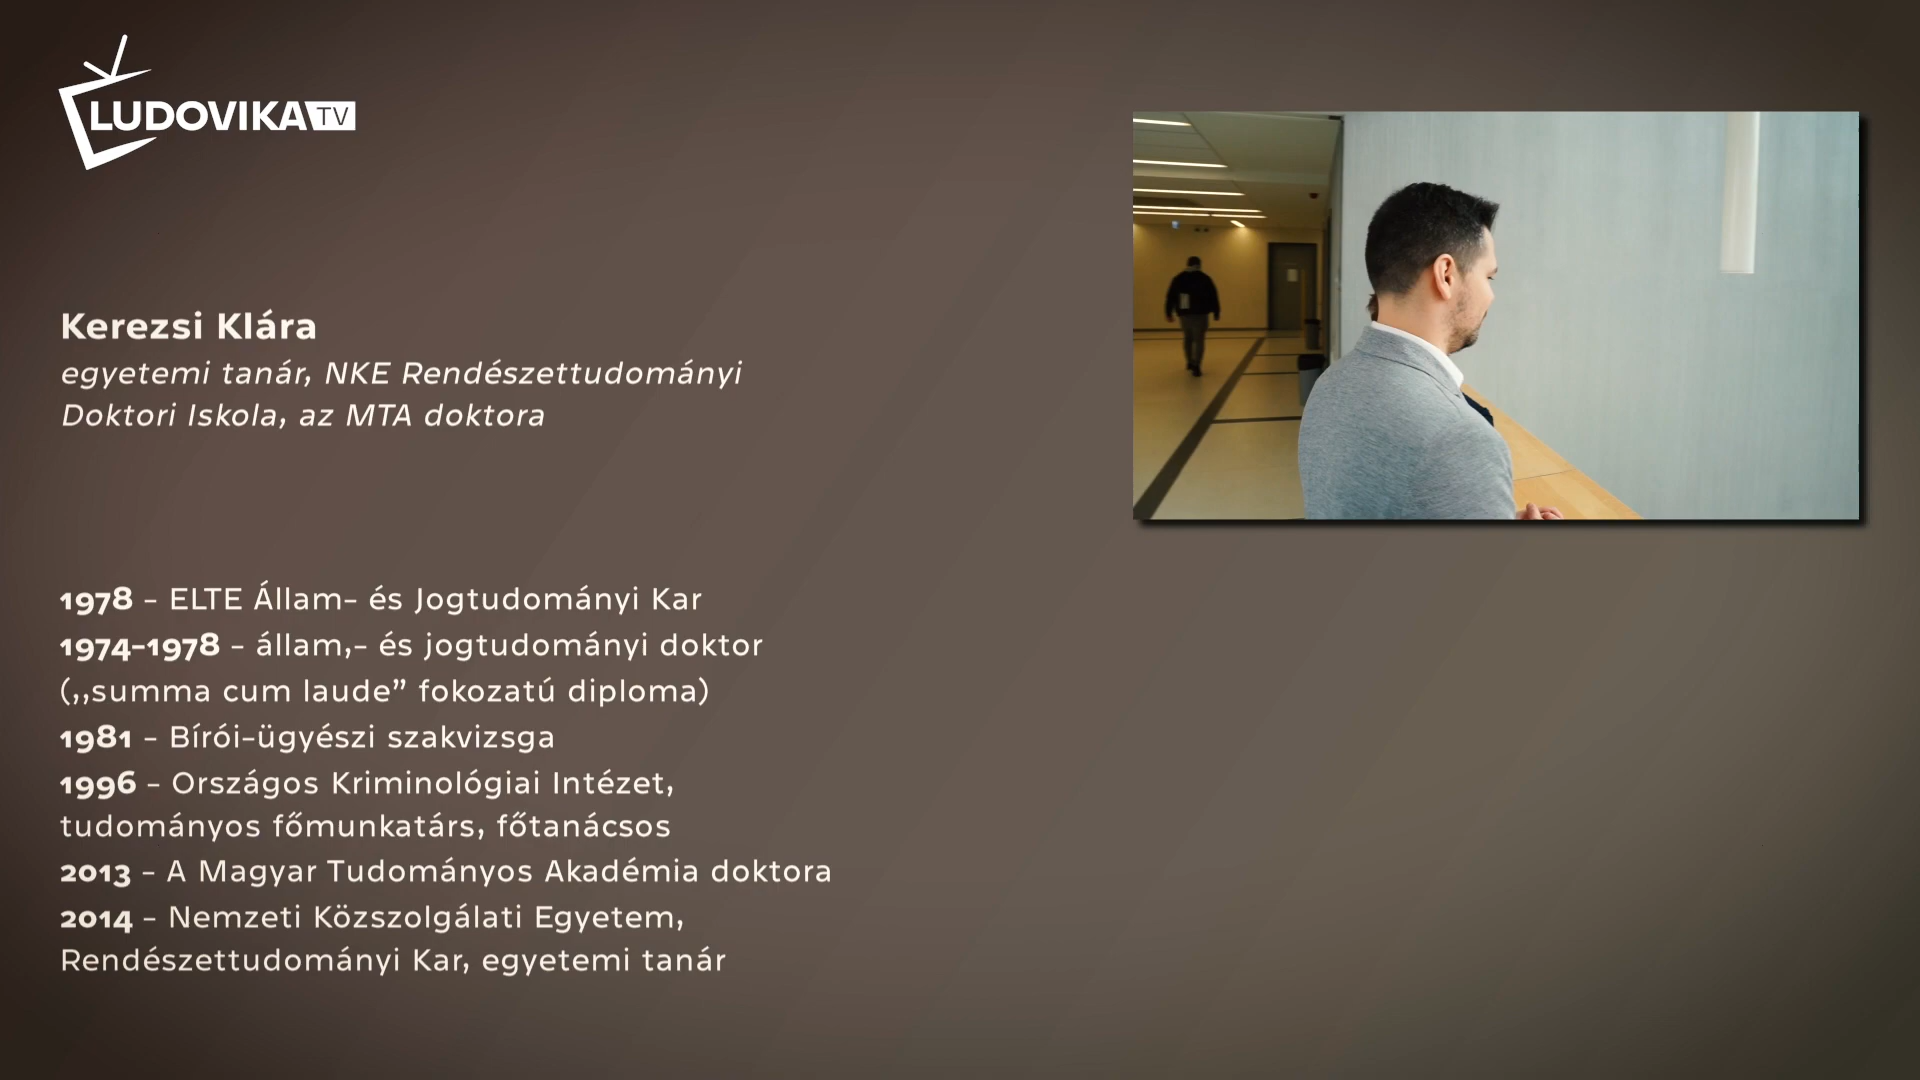 LUDOVIKA TV
Kerezsi Klára
egyetemi tanár, NKE Rendészettudományi
Doktori Iskola, az MTA doktora
1978 – ELTE Állam- és Jogtudományi Kar
1974-1978 – állam,- és jogtudományi doktor
(,,summa cum laude” fokozatú diploma)
1981 – Bírói-ügyészi szakvizsga
1996 – Országos Kriminológiai Intézet,
tudományos főmunkatárs, főtanácsos
2013 – A Magyar Tudományos Akadémia doktora
2014 – Nemzeti Közszolgálati Egyetem,
Rendészettudományi Kar, egyetemi tanár